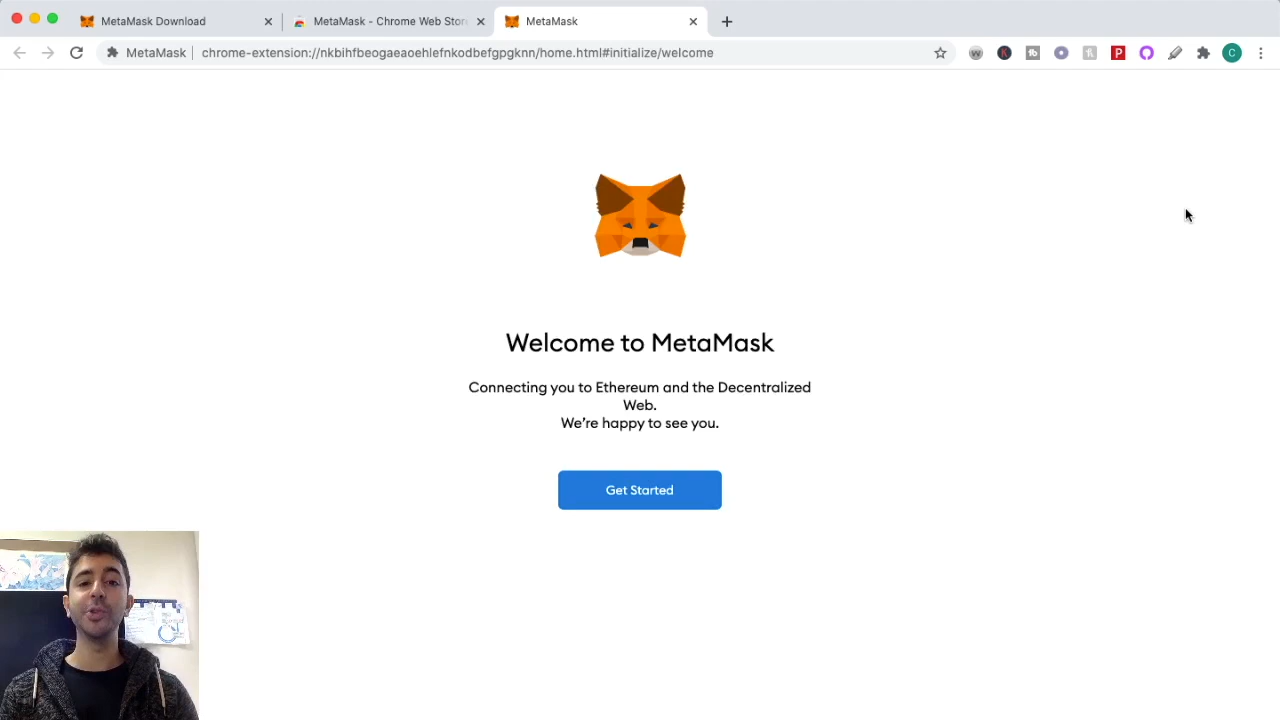 MetaMask Download
MetaMask - Chrome Web Stor
MetaMask
MetaMask
chrome-extension://nkbihfbeogaeaoehlefnkodbefgpgknn/home.html#initialize/welcome
Welcome to MetaMask
Connecting you to Ethereum and the Decentralized
Web.
We're happy to see you.
Get Started